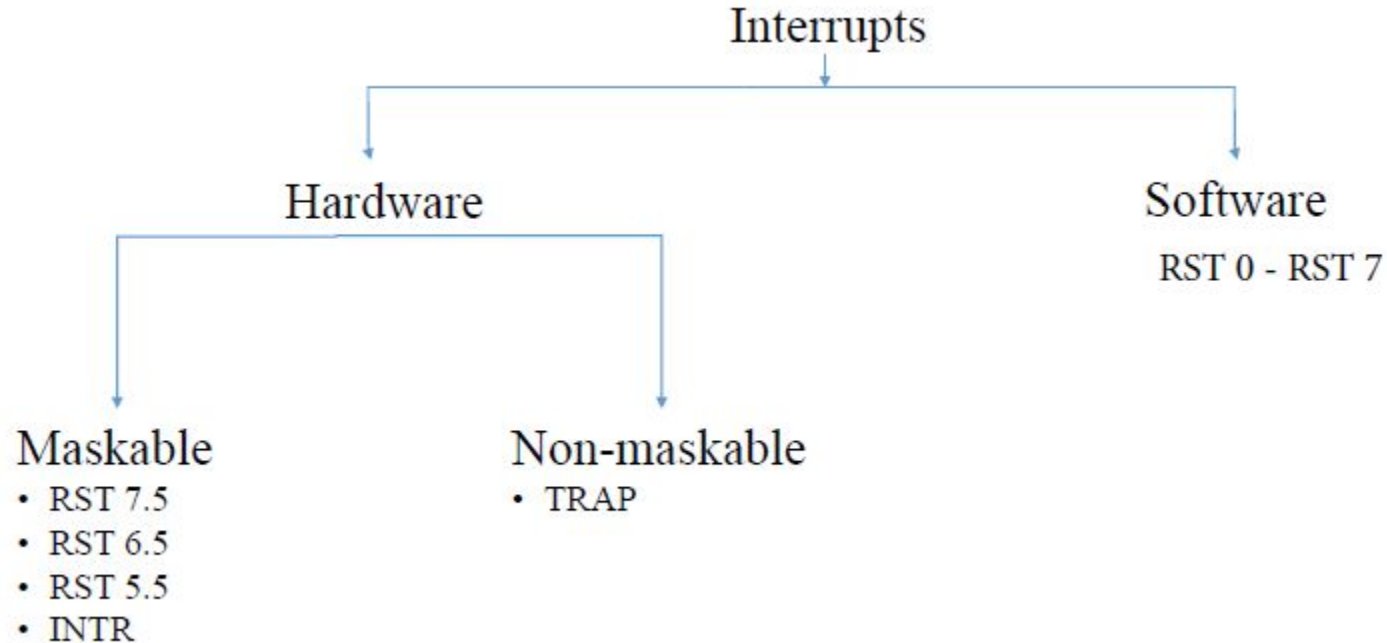 Interrupts
Hardware
Software
RST 0 - RST 7
Maskable
• RST 7.5
• RST 6.5
• RST 5.5
• INTR
Non-maskable
• TRAP